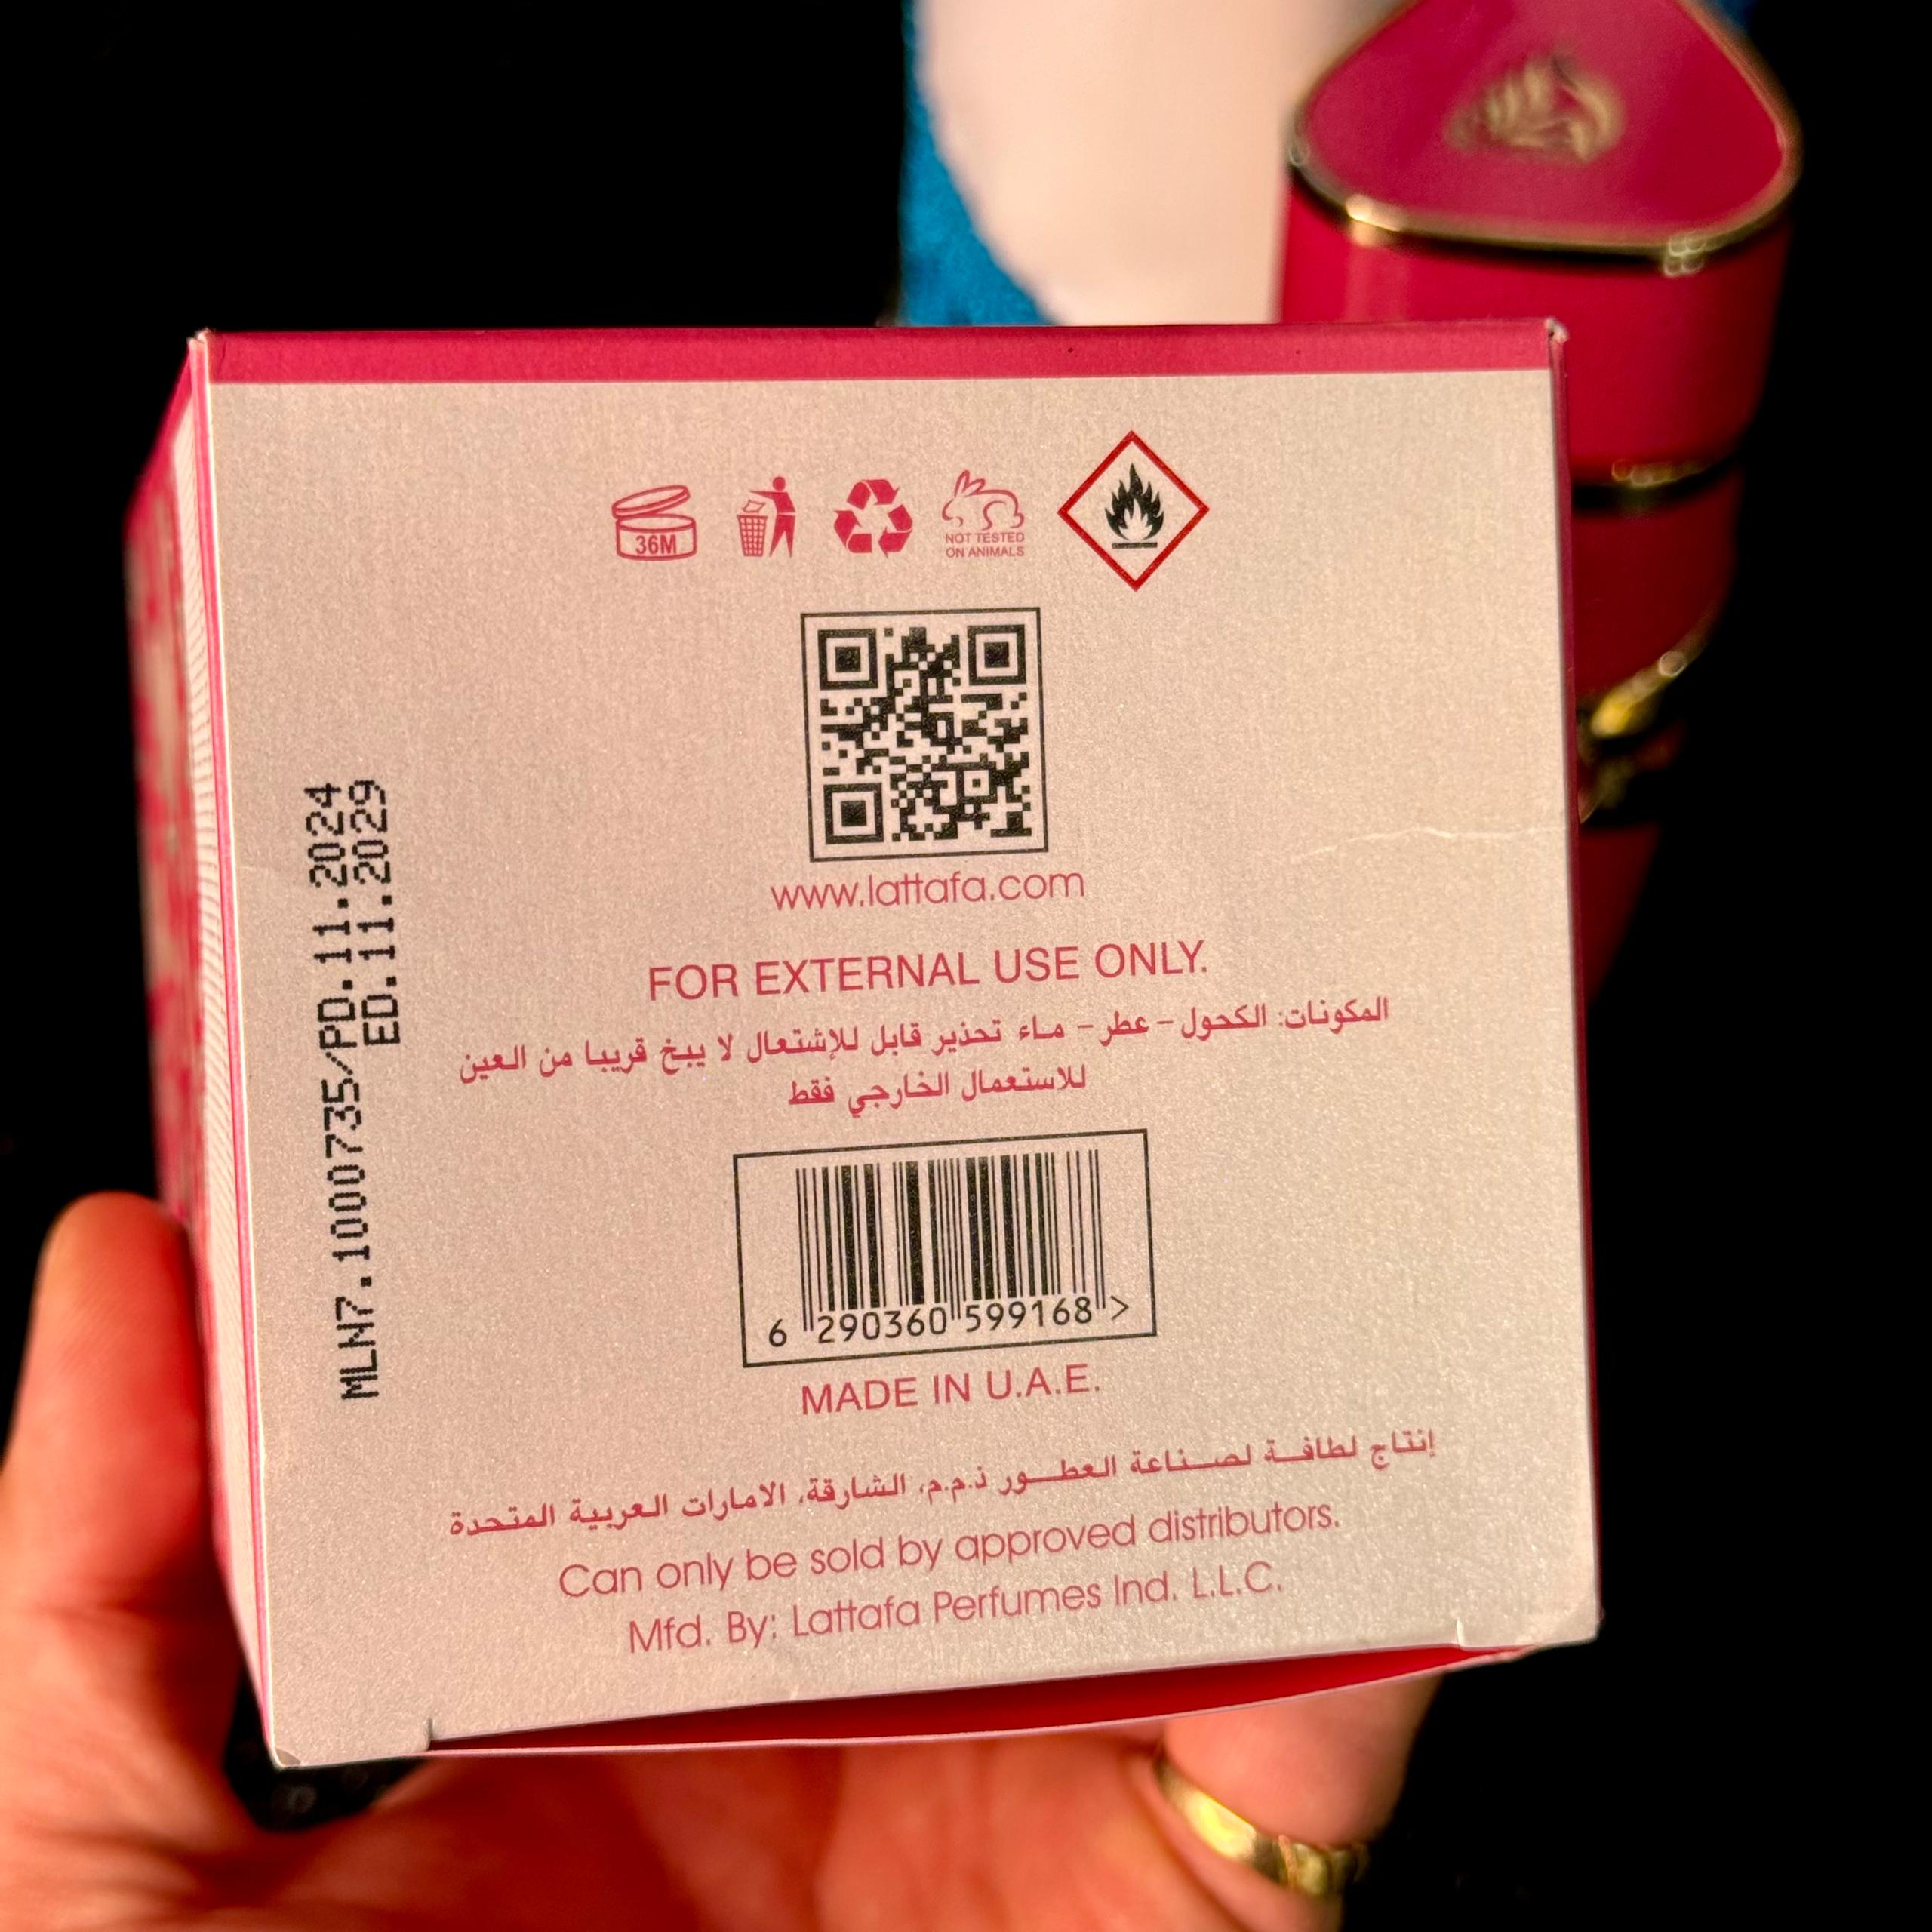 36M
NOT TESTED
ON ANIMALS
www.lattafa.com
FOR EXTERNAL USE ONLY.
المكونات: الكحول - عطر - ماء تحذير قابل للإشتعال لا يبخ قريبا من العين
للاستعمال الخارجي فقط
6 290360 599168 >
MADE IN U.A.E.
إنتاج لطافة لصناعة العطور ذ.م.م، الشارقة، الامارات العربية المتحدة
Can only be sold by approved distributors.
Mfd. By: Lattafa Perfumes Ind. L.L.C.
MLN7.1000735/PD.11.2024
ED.11.2029